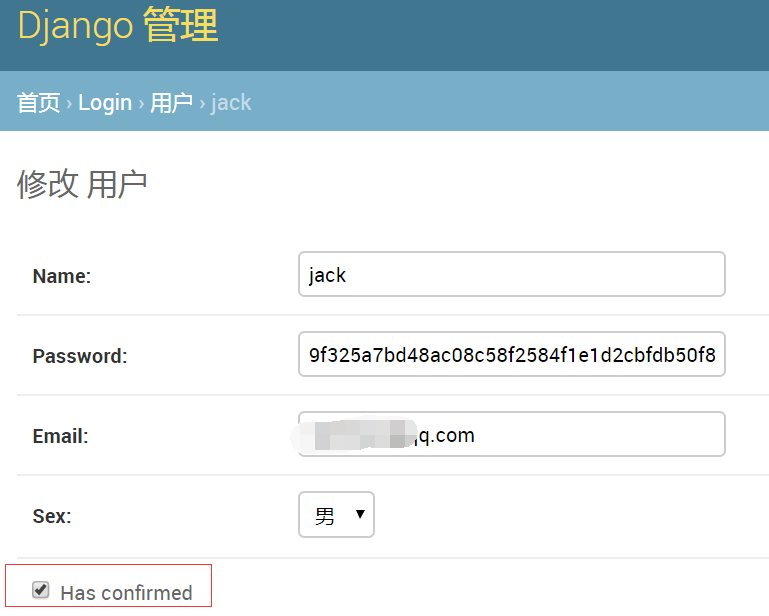 Django 管理
首页 › Login › 用户 › jack
修改 用户
Name: jack
Password: 9f325a7bd48ac08c58f2584f1e1d2cbfdb50f8
Email: q.com
Sex: 男
Has confirmed